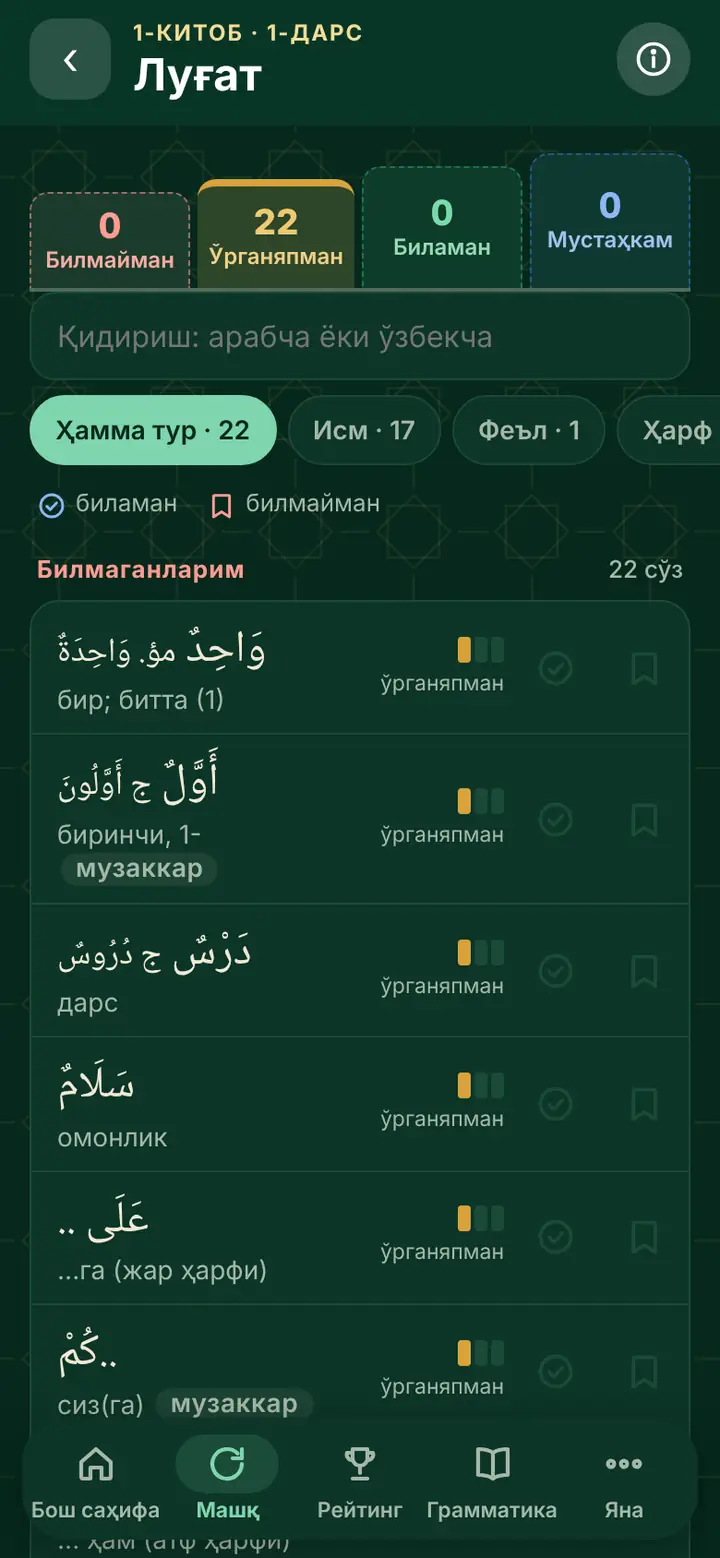 1-КИТОБ · 1-ДАРС
Луғат
0
Билмайман
22
Ўрганяпман
0
Биламан
0
Мустаҳкам
Қидириш: арабча ёки ўзбекча
Ҳамма тур · 22
Исм · 17
Феъл · 1
Ҳарф
биламан
билмайман
Билмаганларим
22 сўз
وَاحِدٌ مؤ. وَاحِدَةٌ
ўрганяпман
бир; битта (1)
أَوَّلٌ ج أَوَّلُونَ
ўрганяпман
биринчи, 1-
музаккар
دَرْسٌ ج دُرُوسٌ
ўрганяпман
дарс
سَلَامٌ
ўрганяпман
омонлик
عَلَى ..
ўрганяпман
...га (жар ҳарфи)
..كُمْ
ўрганяпман
сиз(га) музаккар
Бош саҳифа
Машқ
Рейтинг
Грамматика
Яна
... ҳам (атф ҳарфи)